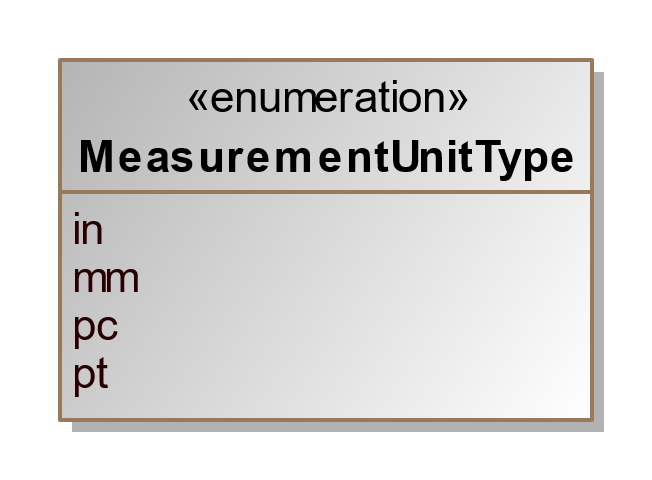 «enumeration»
MeasurementUnitType
in
mm
pc
pt